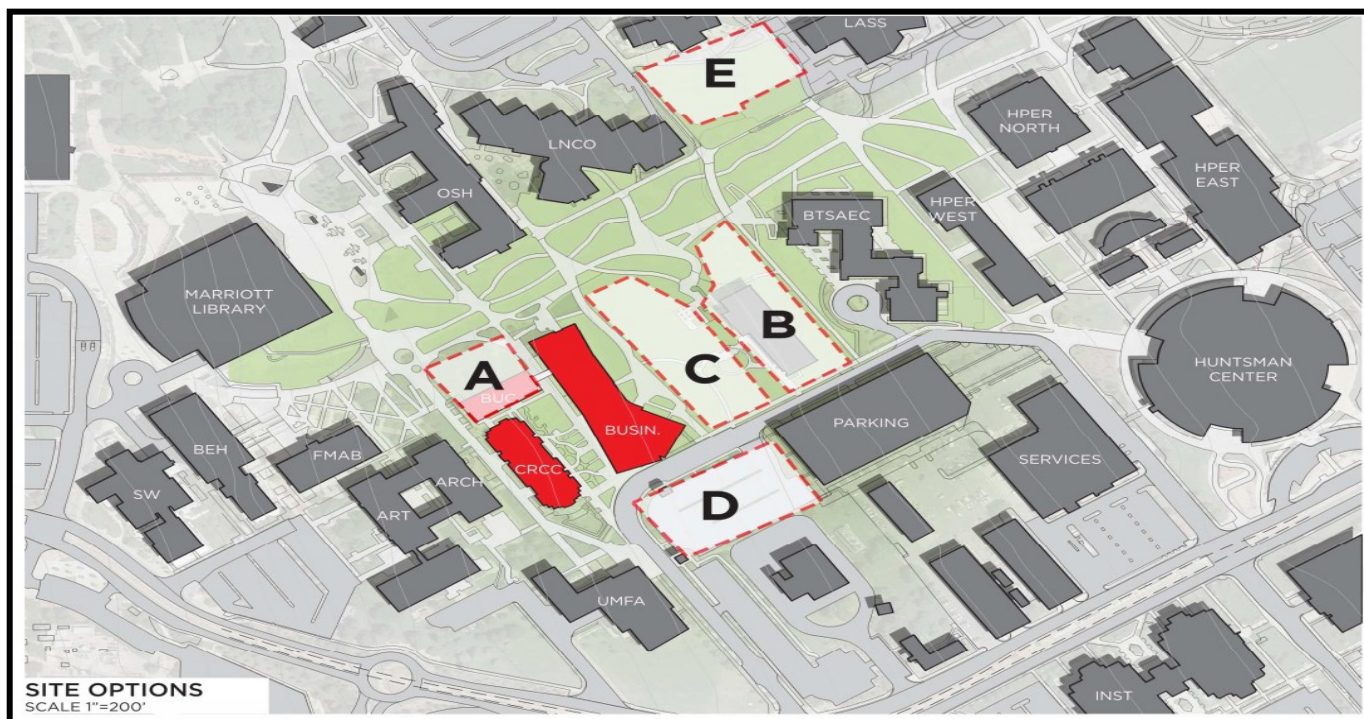 LASS
E
HPER
NORTH
LNCO
HPER
EAST
OSH
HPER
WEST
BTSAEC
MARRIOTT
LIBRARY
B
A
C
HUNTSMAN
CENTER
BUC
BUSIN.
PARKING
BEH
FMAB
CRCC
SERVICES
SW
ARCH
ART
D
UMFA
SITE OPTIONS
SCALE 1"=200'
INST